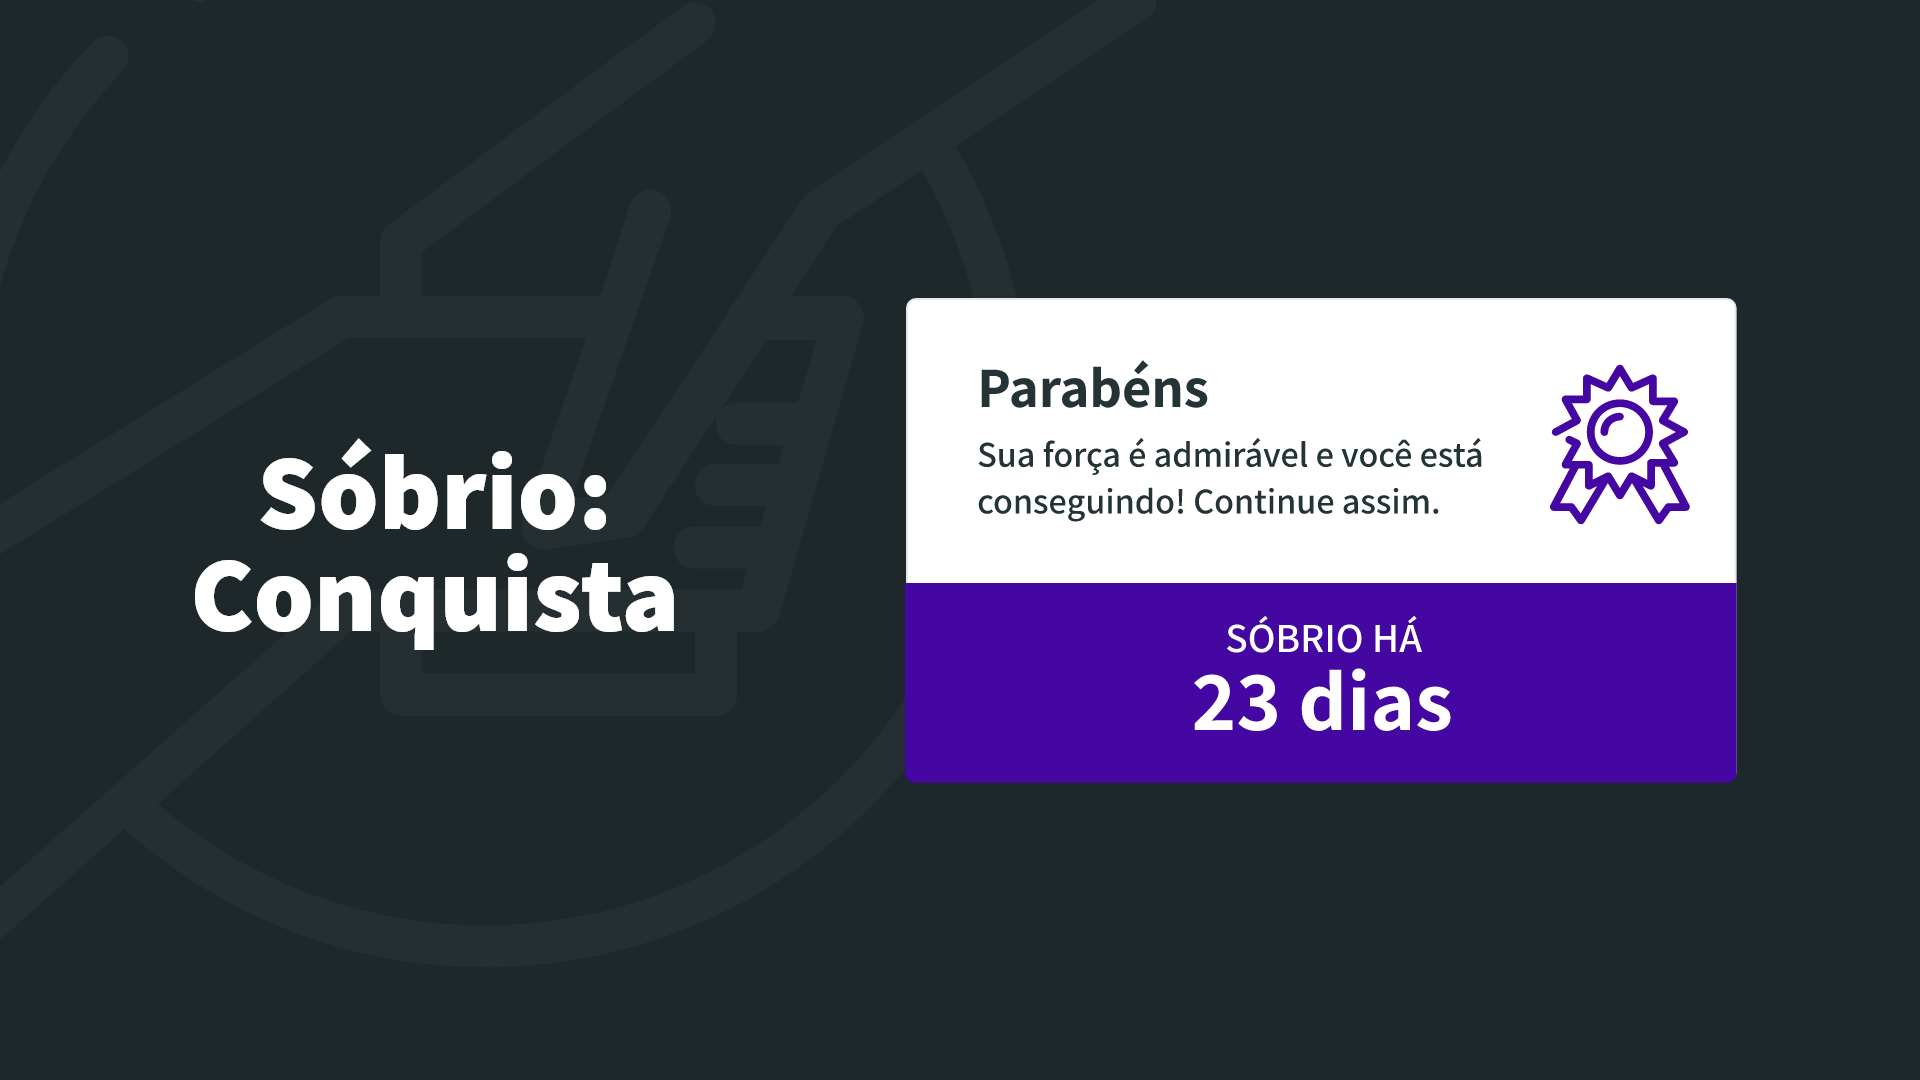 Sóbrio:
Conquista
Parabéns
Sua força é admirável e você está
conseguindo! Continue assim.
SÓBRIO HÁ
23 dias